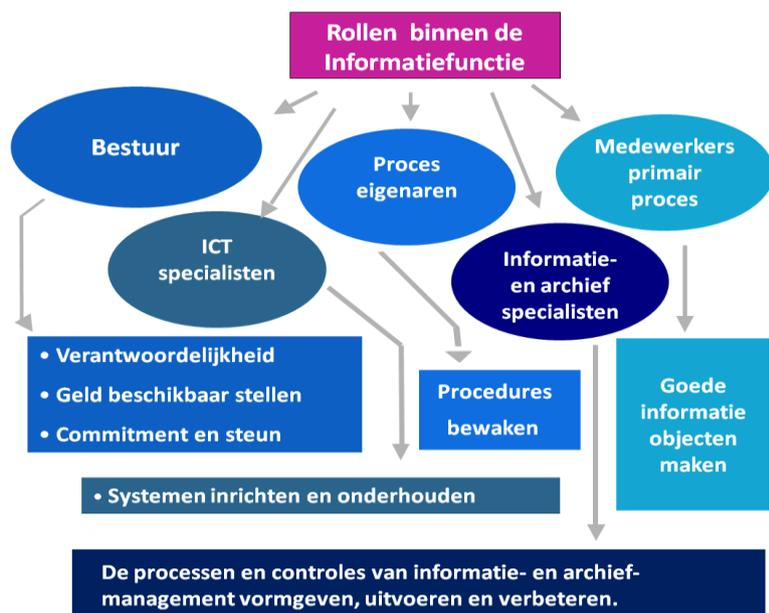 Rollen binnen de
Informatiefunctie
Bestuur
Proces
eigenaren
Medewerkers
primair
proces
ICT
specialisten
Informatie-
en archief
specialisten
• Verantwoordelijkheid
• Geld beschikbaar stellen
• Commitment en steun
Procedures
bewaken
Goede
informatie
objecten
maken
• Systemen inrichten en onderhouden
De processen en controles van informatie- en archief-
management vormgeven, uitvoeren en verbeteren.